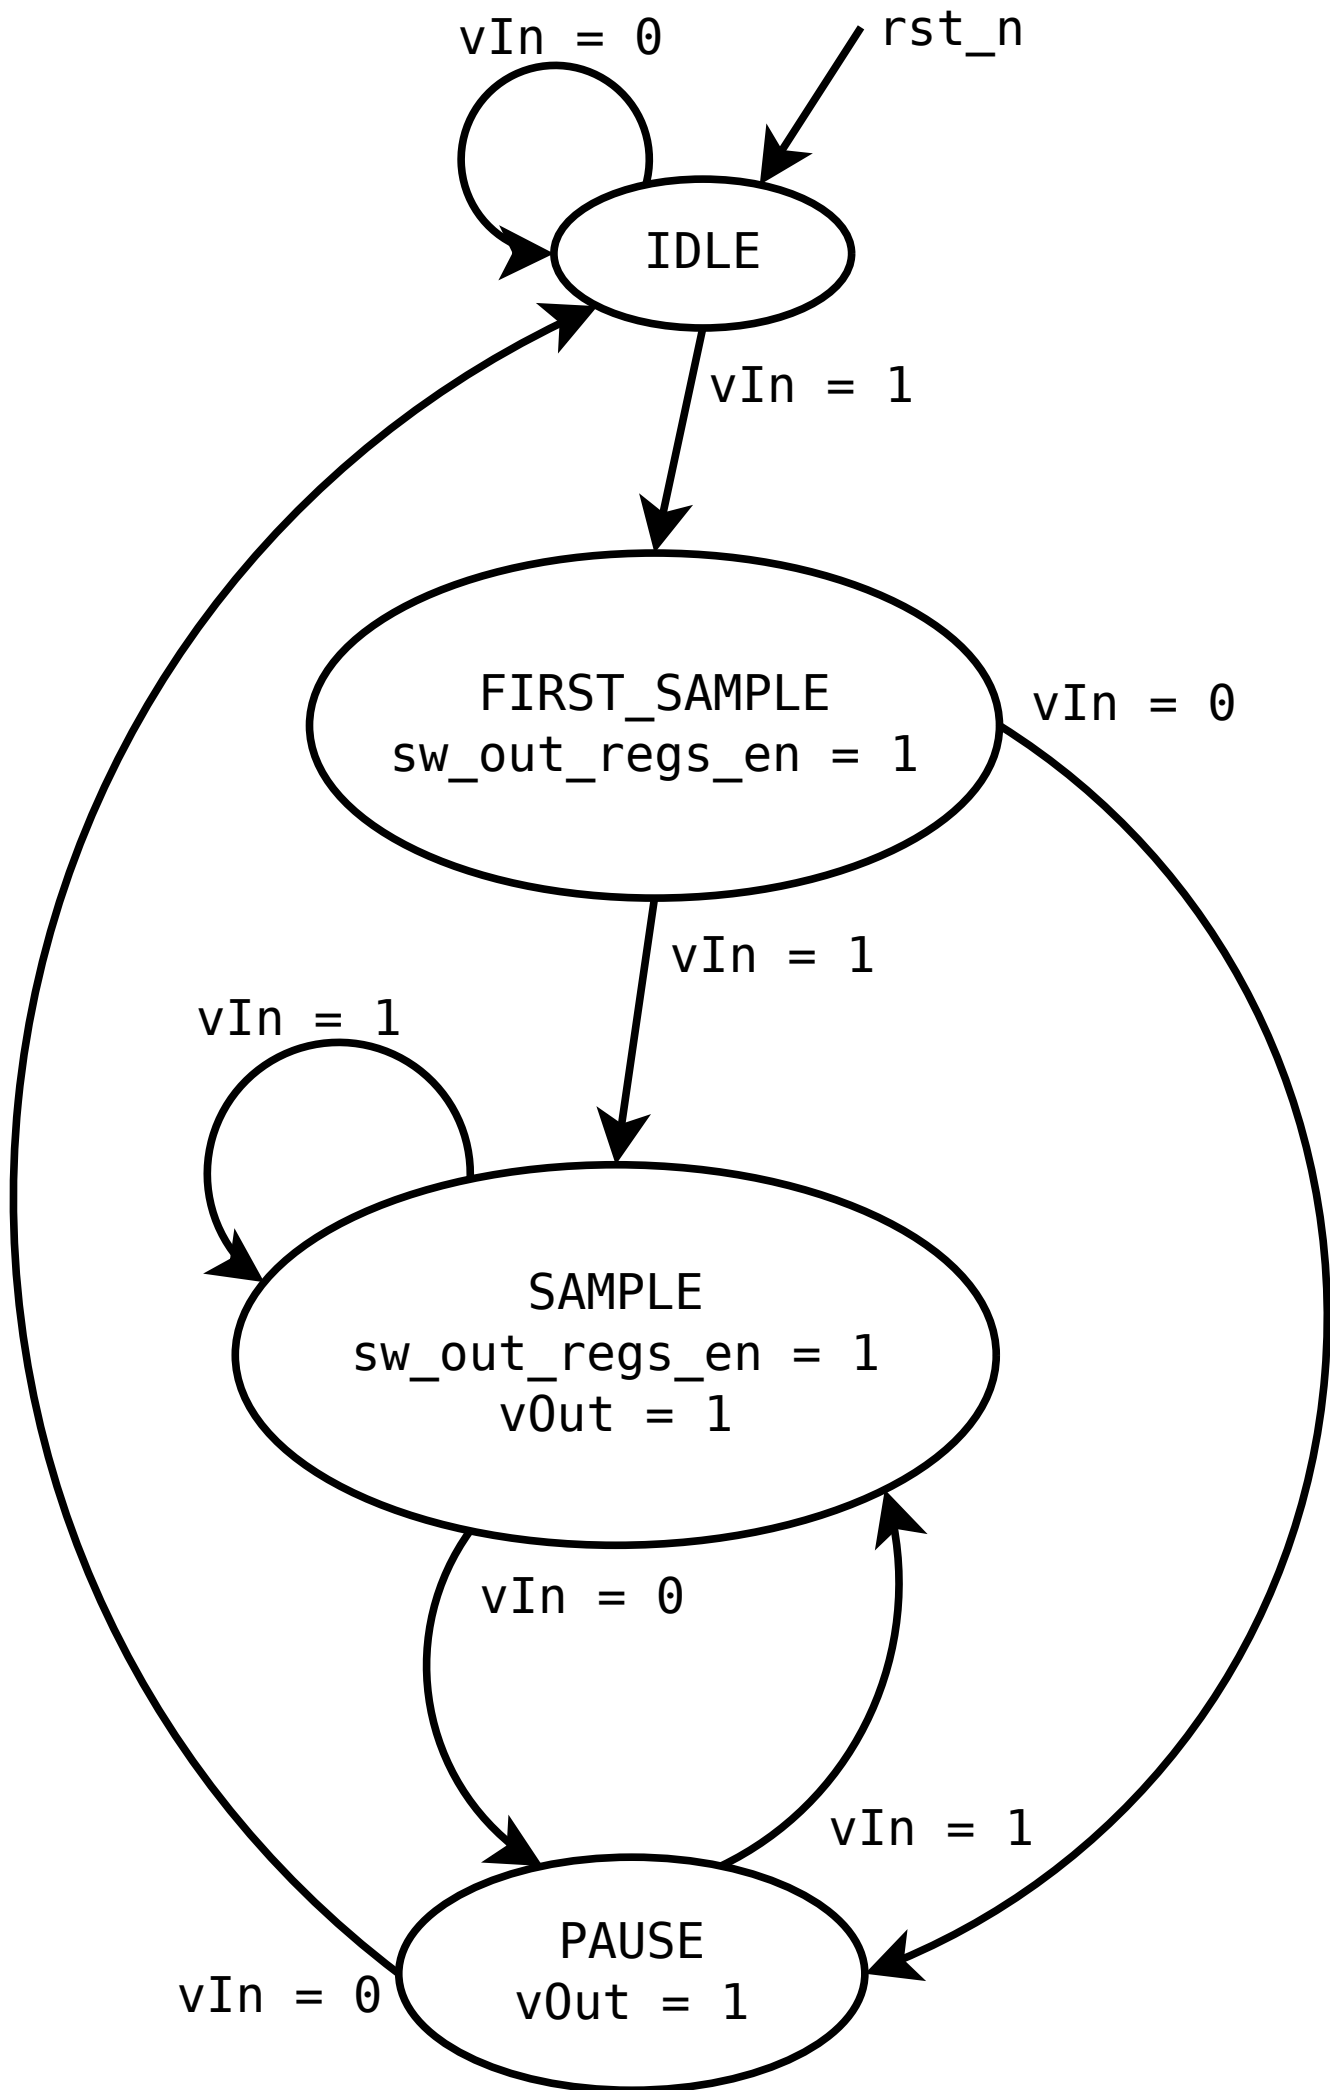 vIn = 0
rst_n
IDLE
vIn = 1
FIRST_SAMPLE
sw_out_regs_en = 1
vIn = 0
vIn = 1
vIn = 1
SAMPLE
sw_out_regs_en = 1
vOut = 1
vIn = 0
vIn = 1
PAUSE
vOut = 1
vIn = 0